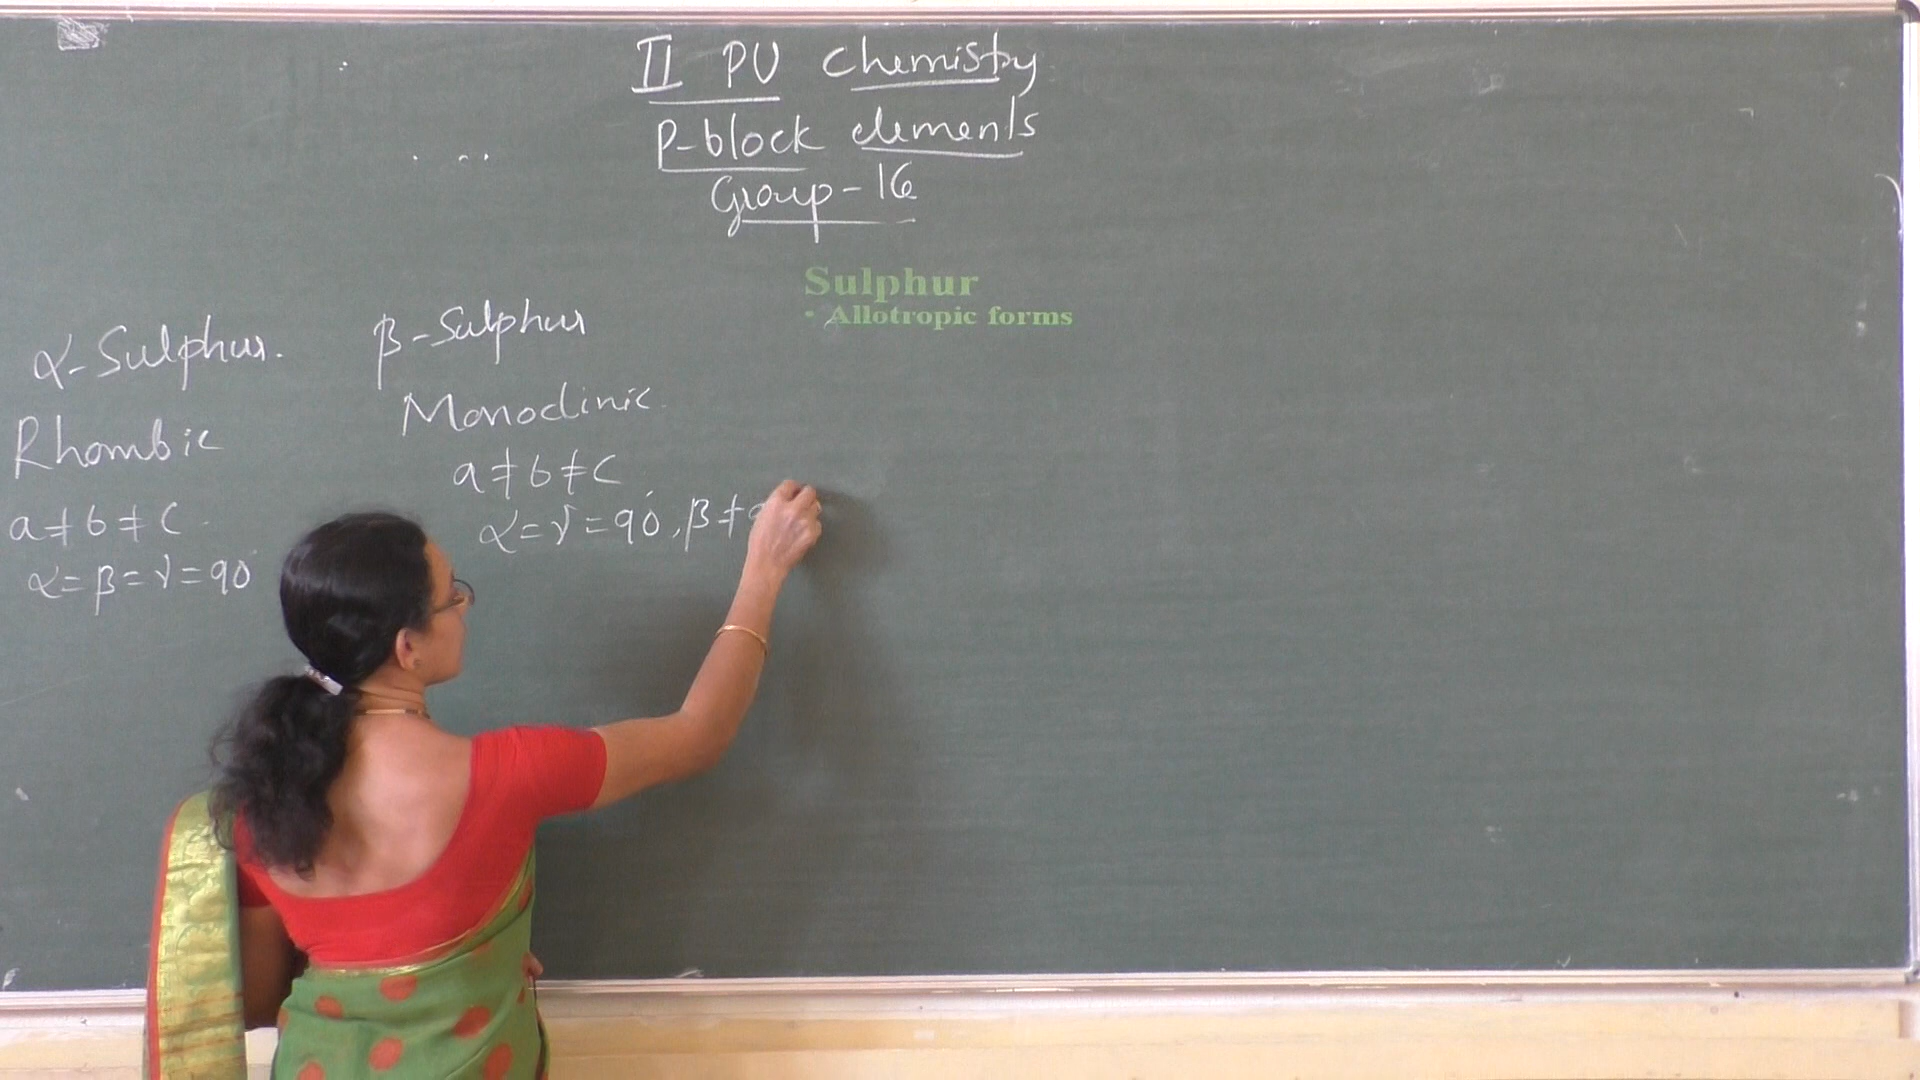 II PU Chemistry
P-block elements
Group-16
Sulphur
• Allotropic forms
α-Sulphur.
Rhombic
a≠b≠c
α=β=γ=90°
β-Sulphur
Monoclinic
a≠b≠c
α=γ=90°, β≠